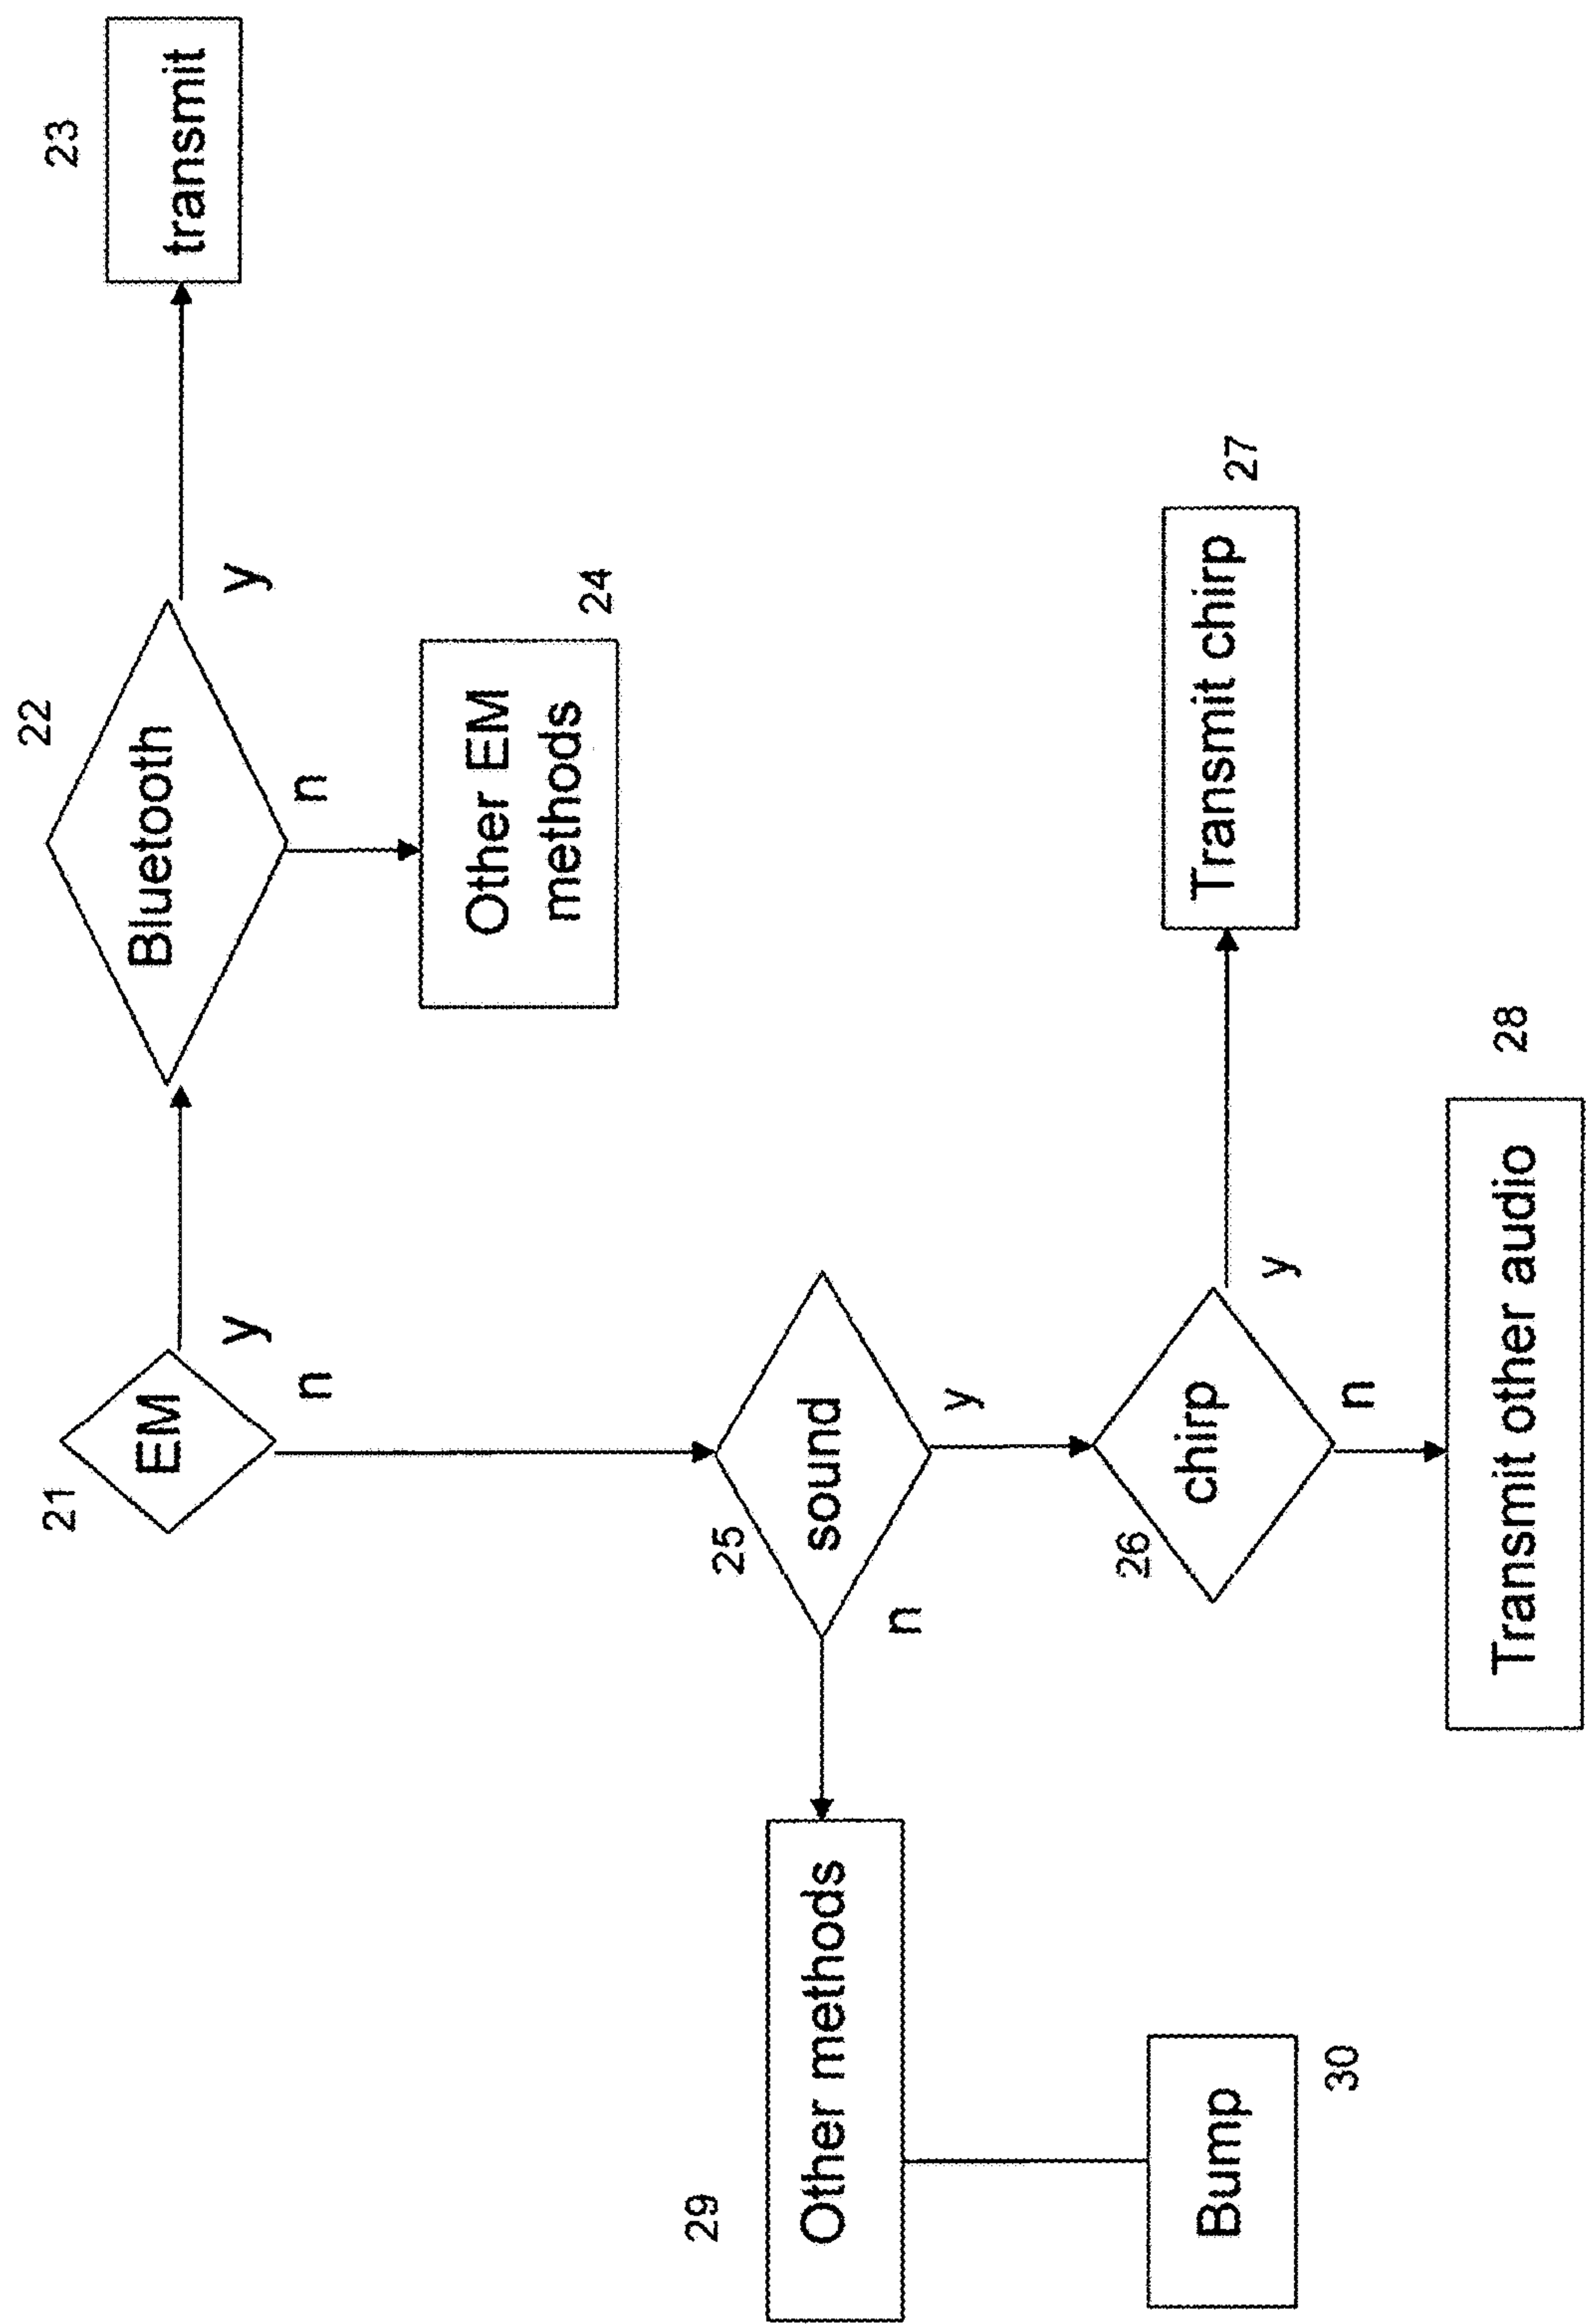 21
EM
y
n
22
Bluetooth
y
n
23
transmit
24
Other EM
methods
25
sound
y
n
26
chirp
y
n
27
Transmit chirp
28
Transmit other audio
29
Other methods
Bump
30